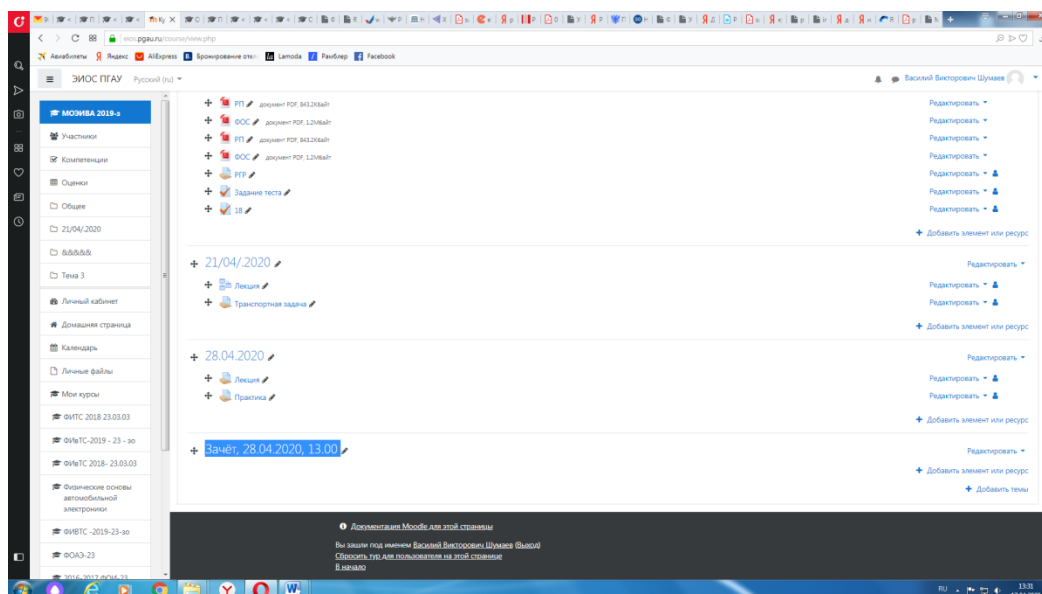 eios.pgau.ru/course/view.php
Авиабилеты Яндекс AliExpress Lamoda Рамблер Facebook
ЭИОС ПГАУ Русский (ru)
Василий Викторович Шумаев
МОЭИВА 2019-з
Участники
Компетенции
Оценки
Общее
21/04/.2020
&&&&&
Тема 3
Личный кабинет
Домашняя страница
Календарь
Личные файлы
Мои курсы
ФИТС 2018 23.03.03
ФИвТС-2019 - 23 - зо
ФИвТС 2018- 23.03.03
Физические основы
автомобильной
электроники
ФИВТС -2019-23-зо
ФОАЭ-23
2016-2017 ФОИ-23
РП документ PDF, 843.2Кбайт Редактировать
ФОС документ PDF, 1.2Мбайт Редактировать
РП документ PDF, 843.2Кбайт Редактировать
ФОС документ PDF, 1.2Мбайт Редактировать
РГР Редактировать
Задание теста Редактировать
18 Редактировать
Добавить элемент или ресурс
21/04/.2020 Редактировать
Лекция Редактировать
Транспортная задача Редактировать
Добавить элемент или ресурс
28.04.2020 Редактировать
Лекция Редактировать
Практика Редактировать
Добавить элемент или ресурс
Зачёт, 28.04.2020, 13.00 Редактировать
Добавить элемент или ресурс
Добавить темы
Документация Moodle для этой страницы
Вы зашли под именем Василий Викторович Шумаев (Выход)
Сбросить тур для пользователя на этой странице
В начало
RU 13:31